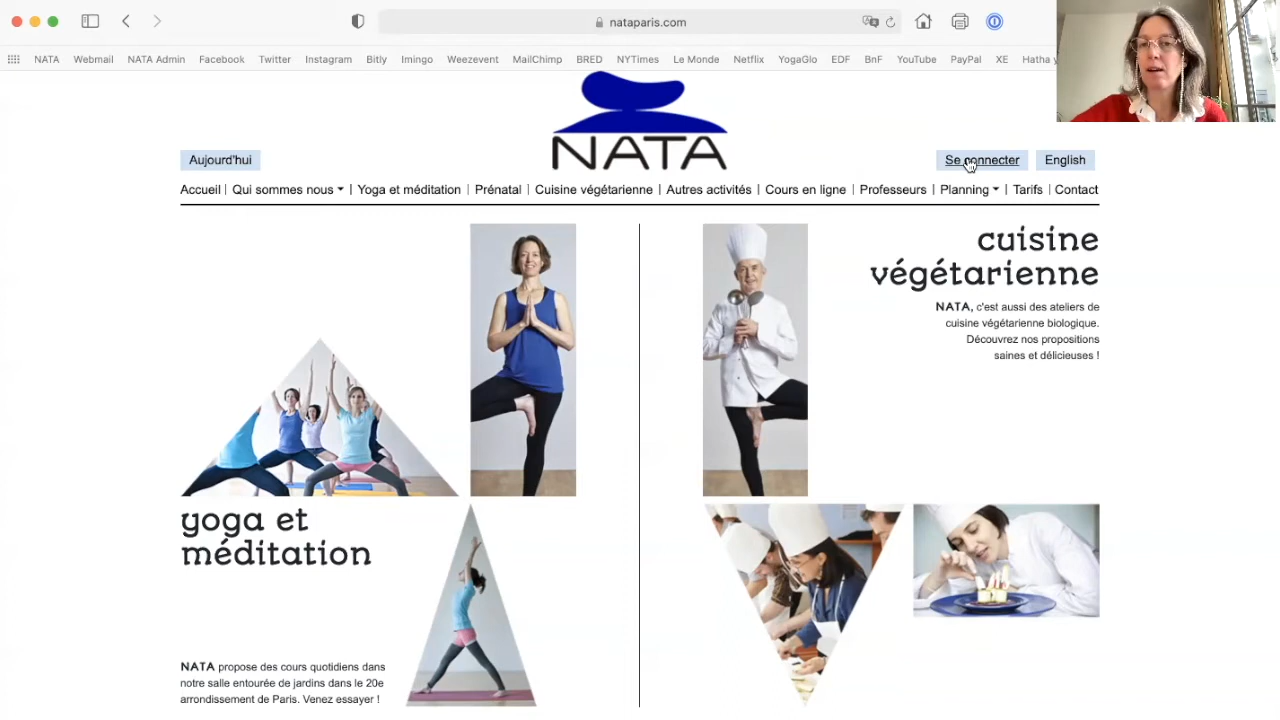 nataparis.com
NATA Webmail NATA Admin Facebook Twitter Instagram Bitly Imingo Weezevent MailChimp BRED NYTimes Le Monde Netflix YogaGlo EDF BnF YouTube PayPal XE Hatha y
NATA
Aujourd'hui
Se connecter
English
Accueil | Qui sommes nous | Yoga et méditation | Prénatal | Cuisine végétarienne | Autres activités | Cours en ligne | Professeurs | Planning | Tarifs | Contact
cuisine
végétarienne
NATA, c'est aussi des ateliers de
cuisine végétarienne biologique.
Découvrez nos propositions
saines et délicieuses !
yoga et
méditation
NATA propose des cours quotidiens dans
notre salle entourée de jardins dans le 20e
arrondissement de Paris. Venez essayer !